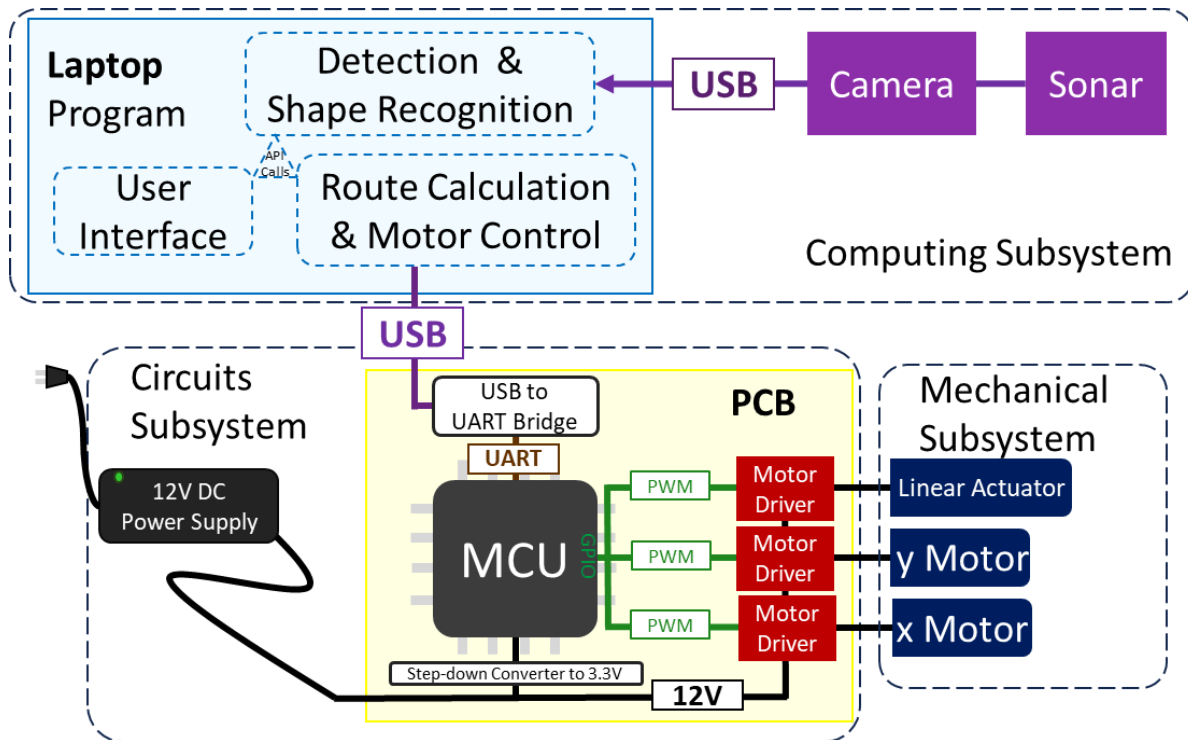 Laptop
Program
Detection &
Shape Recognition
USB
Camera
Sonar
API
Calls
User
Interface
Route Calculation
& Motor Control
Computing Subsystem
USB
Circuits
Subsystem
USB to
UART Bridge
PCB
Mechanical
Subsystem
UART
12V DC
Power Supply
MCU
GPIO
PWM
Motor
Driver
Linear Actuator
PWM
Motor
Driver
y Motor
PWM
Motor
Driver
x Motor
Step-down Converter to 3.3V
12V